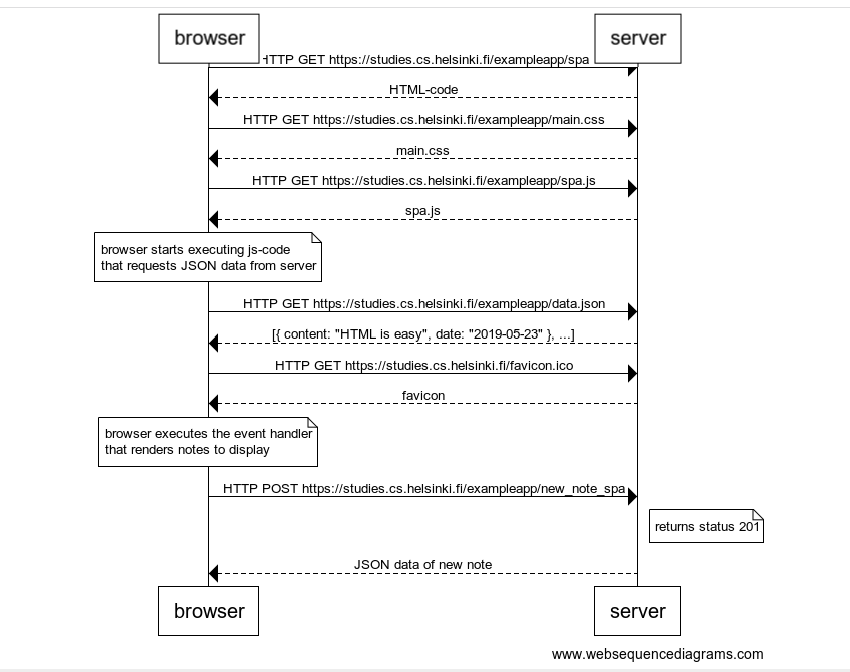 browser
server
HTTP GET https://studies.cs.helsinki.fi/exampleapp/spa
HTML-code
HTTP GET https://studies.cs.helsinki.fi/exampleapp/main.css
main.css
HTTP GET https://studies.cs.helsinki.fi/exampleapp/spa.js
spa.js
browser starts executing js-code
that requests JSON data from server
HTTP GET https://studies.cs.helsinki.fi/exampleapp/data.json
[{ content: "HTML is easy", date: "2019-05-23" }, ...]
HTTP GET https://studies.cs.helsinki.fi/favicon.ico
favicon
browser executes the event handler
that renders notes to display
HTTP POST https://studies.cs.helsinki.fi/exampleapp/new_note_spa
returns status 201
JSON data of new note
browser
server
www.websequencediagrams.com